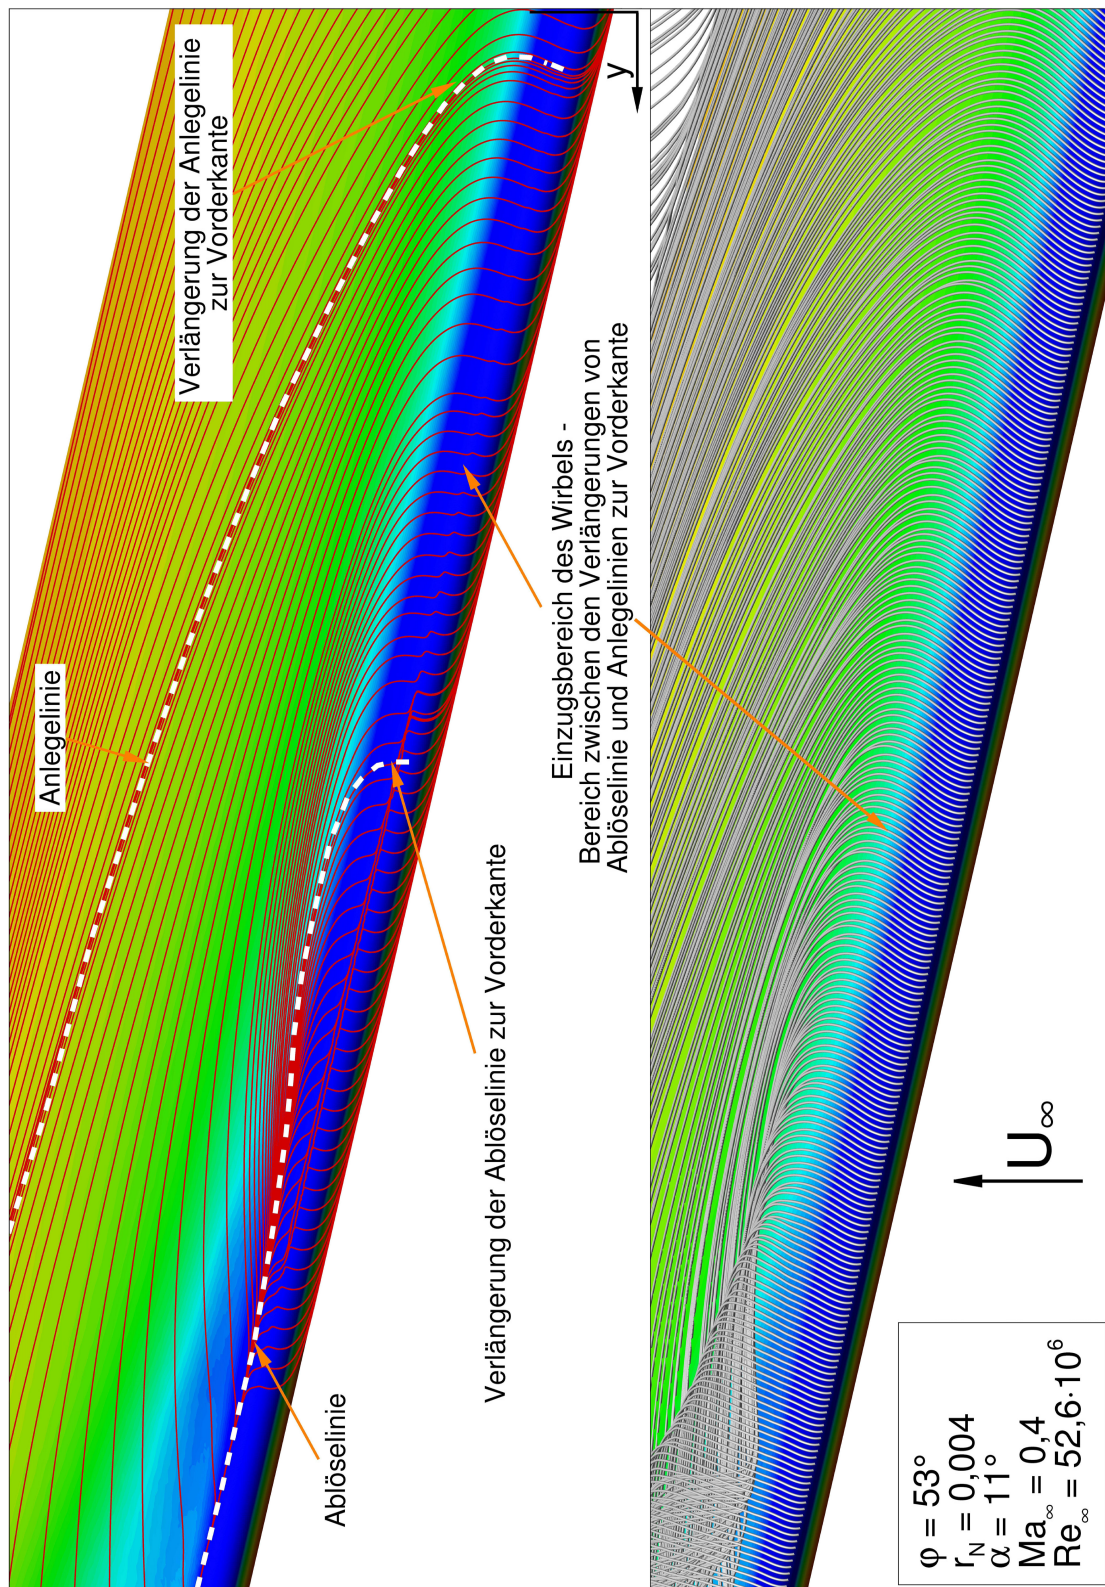 Anlegelinie
Verlängerung der Anlegelinie
zur Vorderkante
y
Ablöselinie
Verlängerung der Ablöselinie zur Vorderkante
Einzugsbereich des Wirbels -
Bereich zwischen den Verlängerungen von
Ablöselinie und Anlegelinien zur Vorderkante
U∞
φ = 53°
r_N = 0,004
α = 11°
Ma∞ = 0,4
Re∞ = 52,6·10⁶